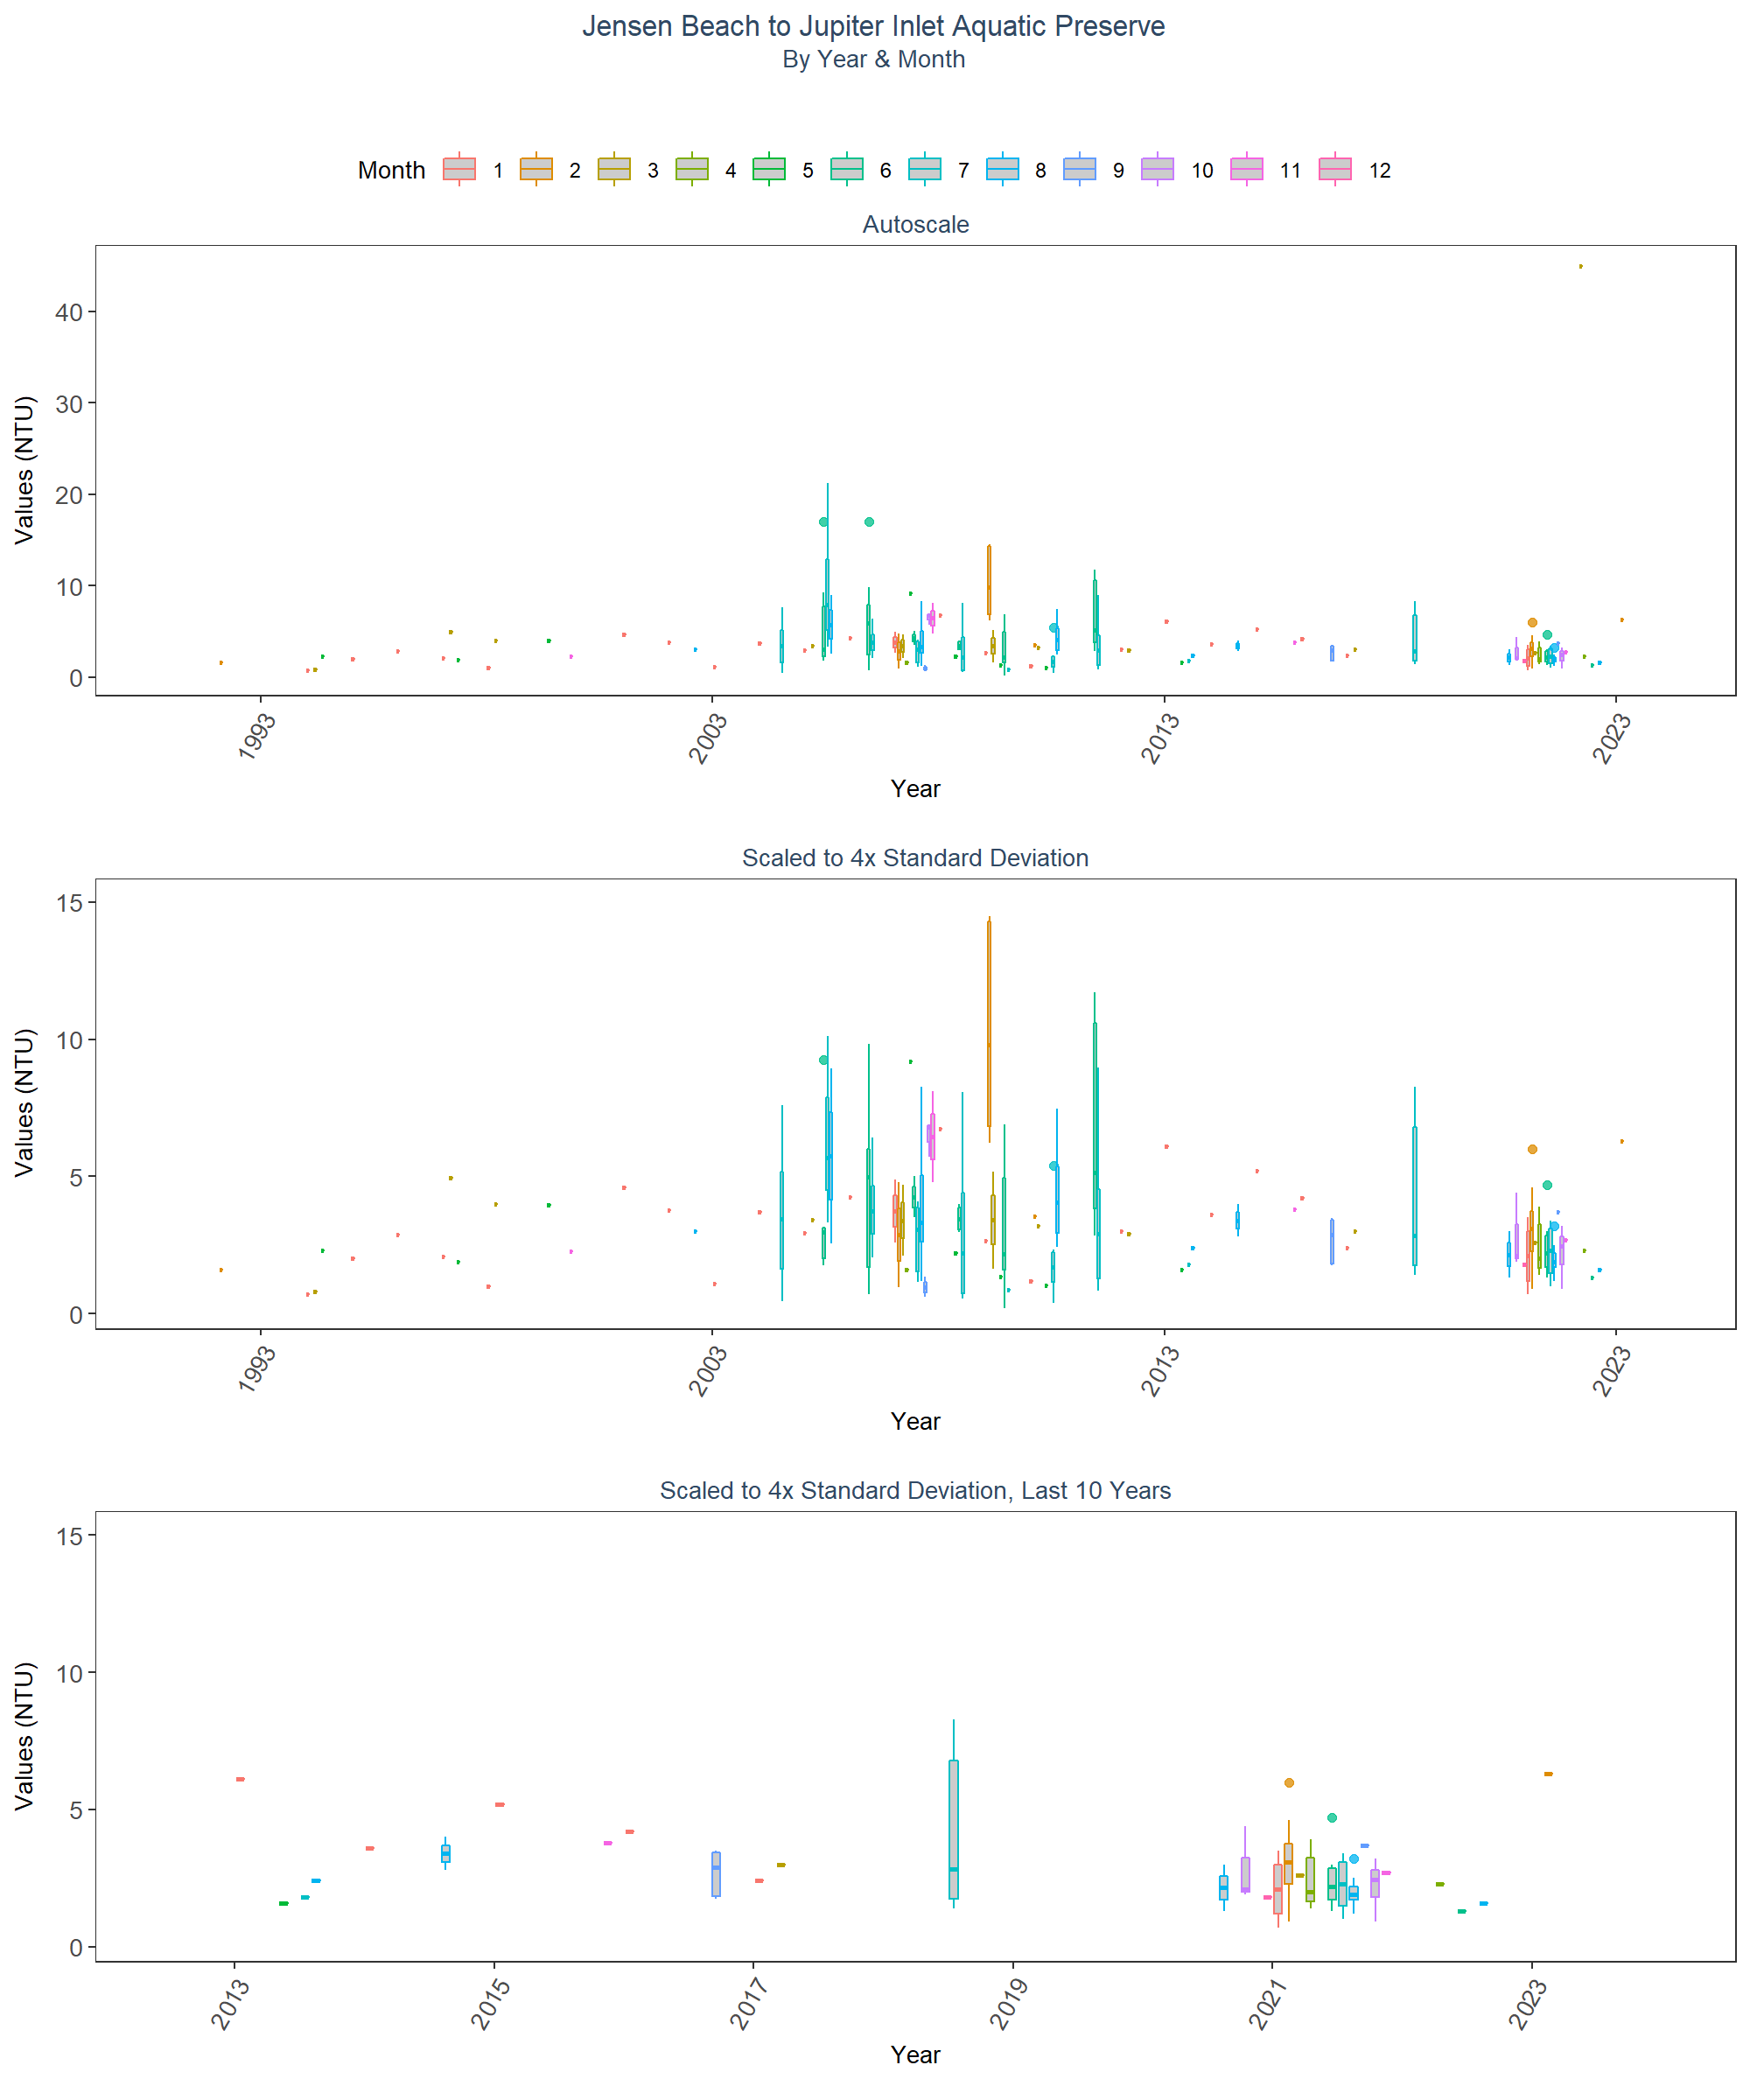 Jensen Beach to Jupiter Inlet Aquatic Preserve
By Year & Month
Month 1 2 3 4 5 6 7 8 9 10 11 12
Autoscale
Values (NTU)
40
30
20
10
0
1993 2003 2013 2023
Year
Scaled to 4x Standard Deviation
Values (NTU)
15
10
5
0
1993 2003 2013 2023
Year
Scaled to 4x Standard Deviation, Last 10 Years
Values (NTU)
15
10
5
0
2013 2015 2017 2019 2021 2023
Year